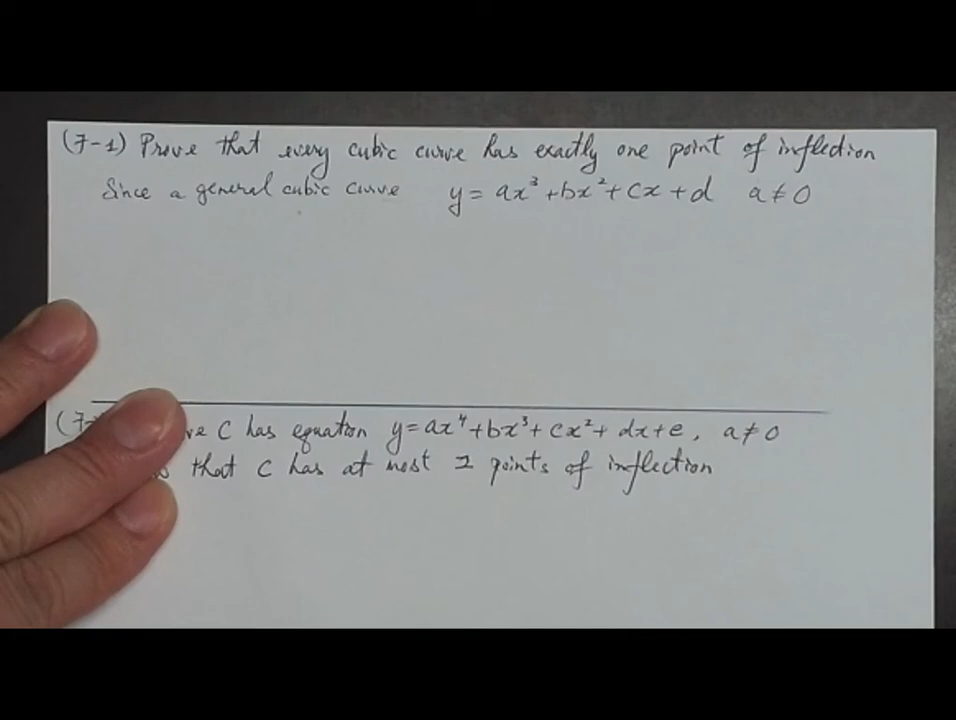 (7-1) Prove that every cubic curve has exactly one point of inflection
Since a general cubic curve y = ax³ + bx² + cx + d a ≠ 0
(7- C has equation y = ax⁴ + bx³ + cx² + dx + e, a ≠ 0
that C has at most 2 points of inflection